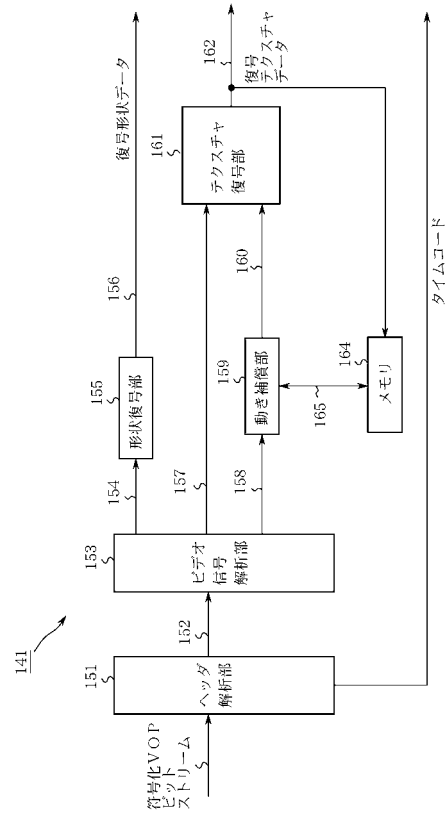 141
符号化VOP
ビット
ストリーム
151
ヘッダ
解析部
152
153
ビデオ
信号
解析部
154
155
形状復号部
156
復号形状データ
157
158
159
動き補償部
160
161
テクスチャ
復号部
162
復号
テクスチャ
データ
164
メモリ
165
タイムコード